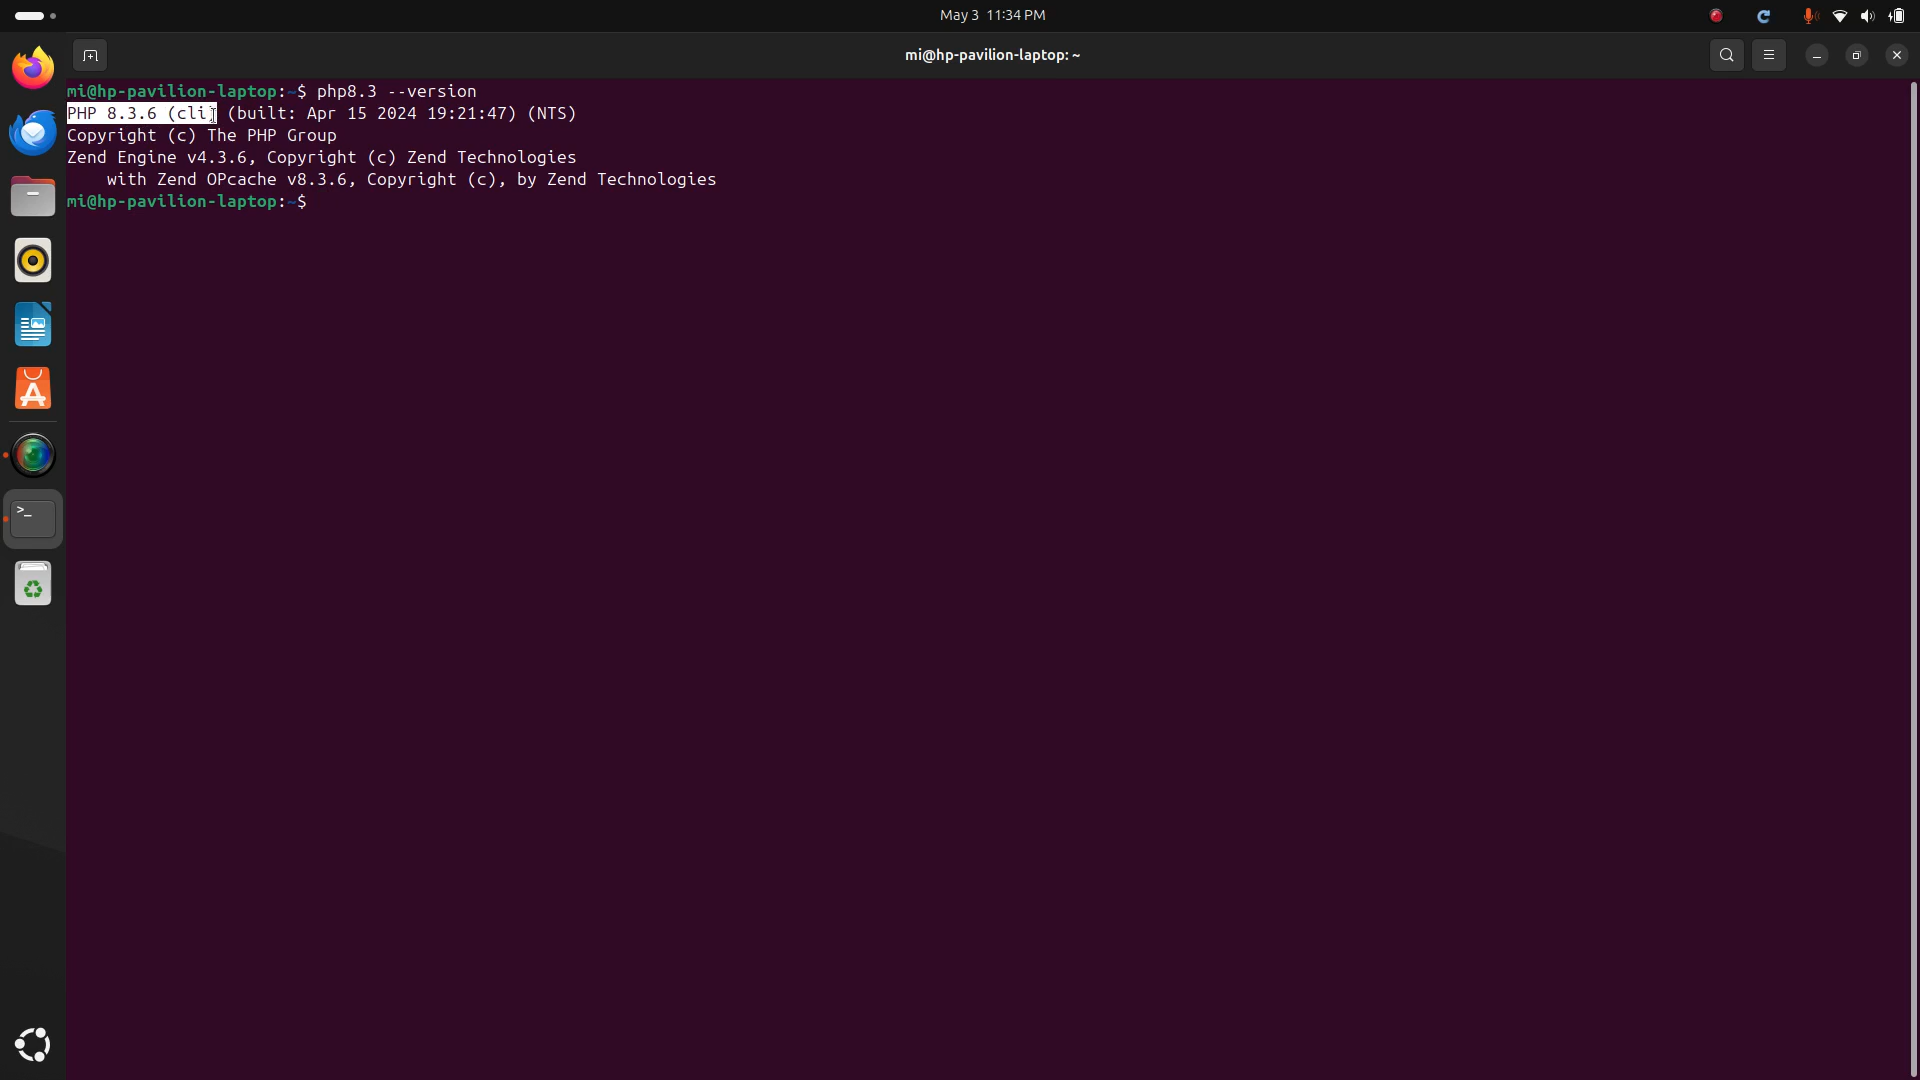 May 3 11:34 PM
mi@hp-pavilion-laptop: ~
mi@hp-pavilion-laptop:~$ php8.3 --version
PHP 8.3.6 (cli) (built: Apr 15 2024 19:21:47) (NTS)
Copyright (c) The PHP Group
Zend Engine v4.3.6, Copyright (c) Zend Technologies
    with Zend OPcache v8.3.6, Copyright (c), by Zend Technologies
mi@hp-pavilion-laptop:~$